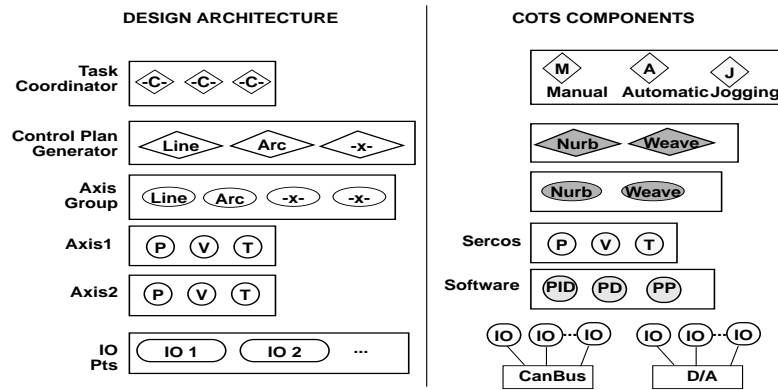 DESIGN ARCHITECTURE
Task
Coordinator
-C- -C- -C-
Control Plan
Generator
Line Arc -x-
Axis
Group
Line Arc -x- -x-
Axis1
P V T
Axis2
P V T
IO
Pts
IO 1 IO 2 ...
COTS COMPONENTS
M A J
Manual Automatic Jogging
Nurb Weave
Nurb Weave
Sercos
P V T
Software
PID PD PP
IO IO IO IO IO IO
CanBus D/A